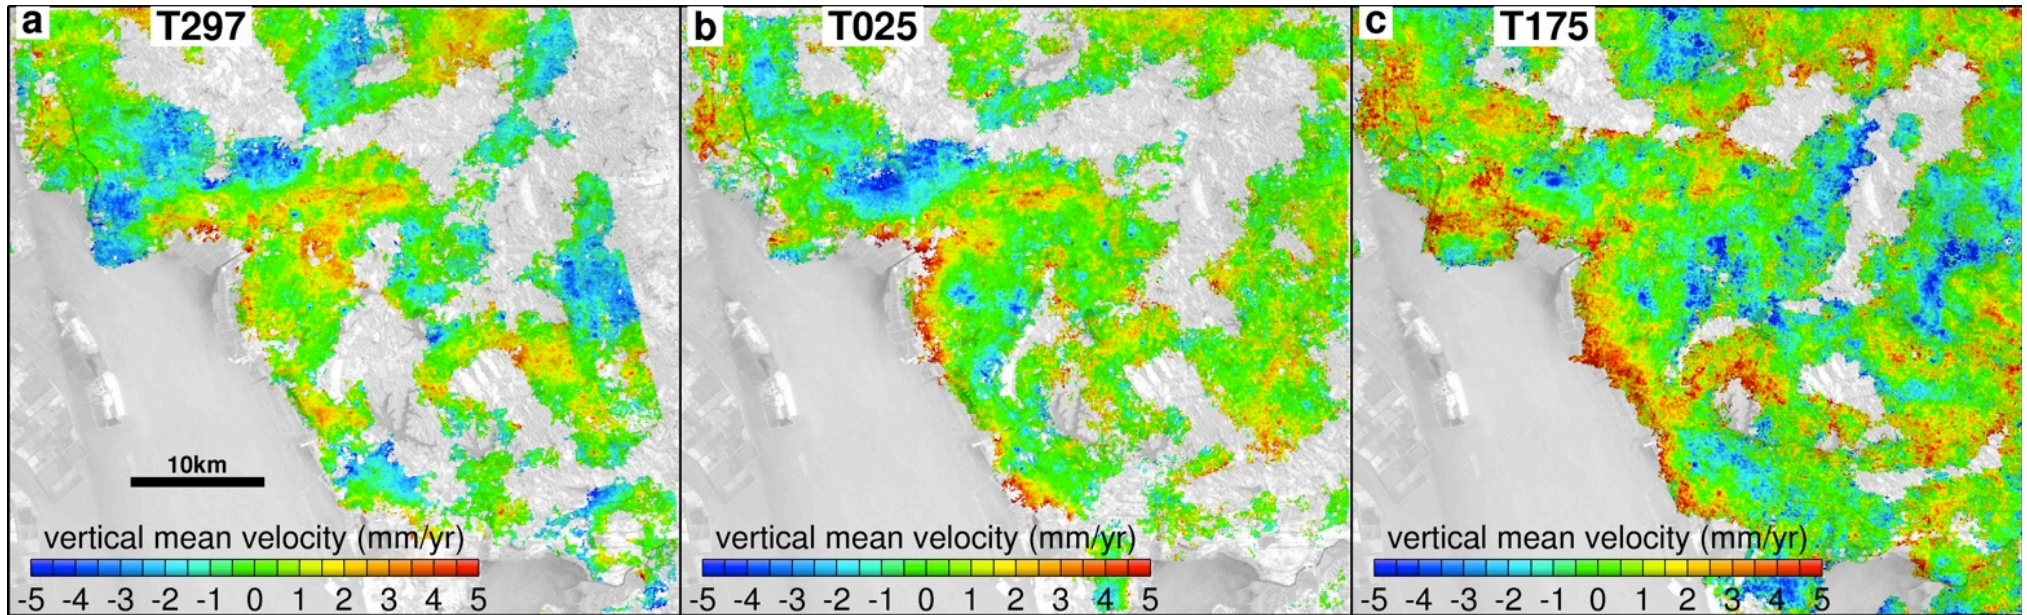 a T297
b T025
c T175
10km
vertical mean velocity (mm/yr)
-5 -4 -3 -2 -1 0 1 2 3 4 5
vertical mean velocity (mm/yr)
-5 -4 -3 -2 -1 0 1 2 3 4 5
vertical mean velocity (mm/yr)
-5 -4 -3 -2 -1 0 1 2 3 4 5